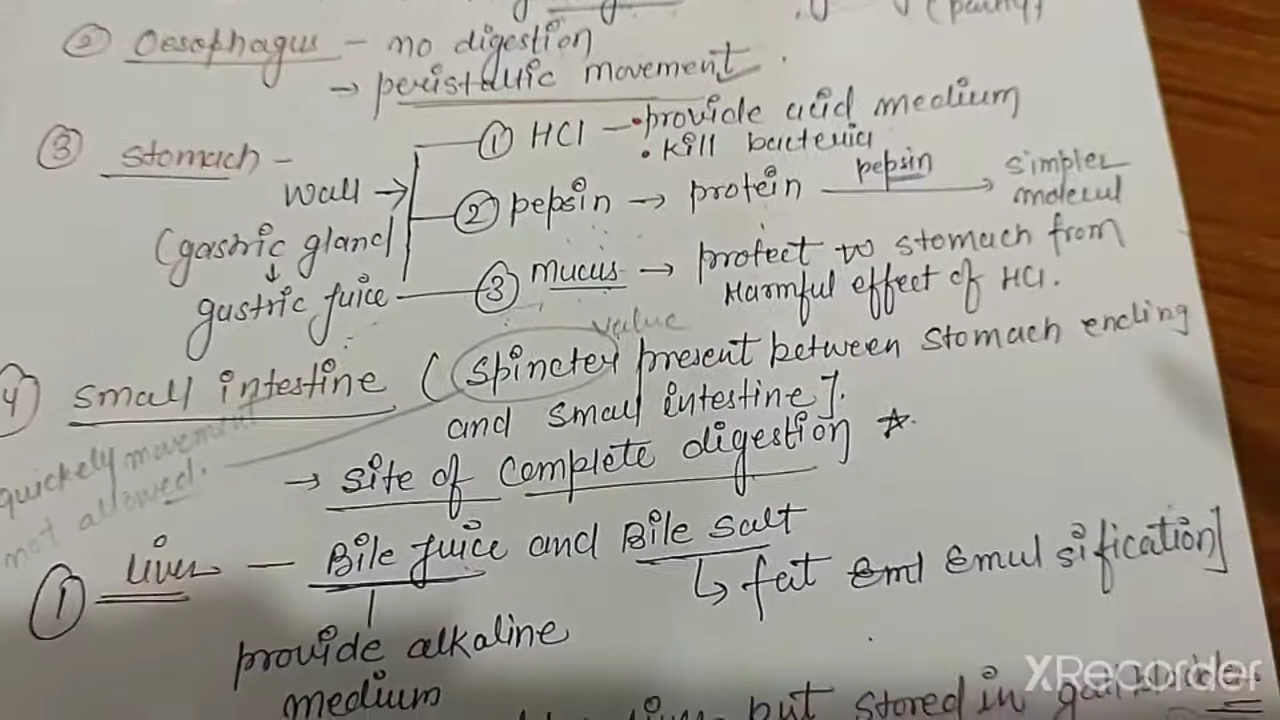 (partly)
② Oesophagus – no digestion
→ peristaltic movement.
③ stomach –
wall →
(gastric gland)
↓
gastric juice
① HCl – • provide acid medium
• kill bacteria
② pepsin → protein pepsin → simpler molecul
③ mucus → protect to stomach from
Harmful effect of HCl.
value
4) small intestine (spincter present between stomach ending
and small intestine].
quickely movement
not allowed.
→ site of complete digestion ☆.
① liver — Bile juice and Bile salt
↳ fat eml emulsification]
provide alkaline
medium
but stored in
XRecorder